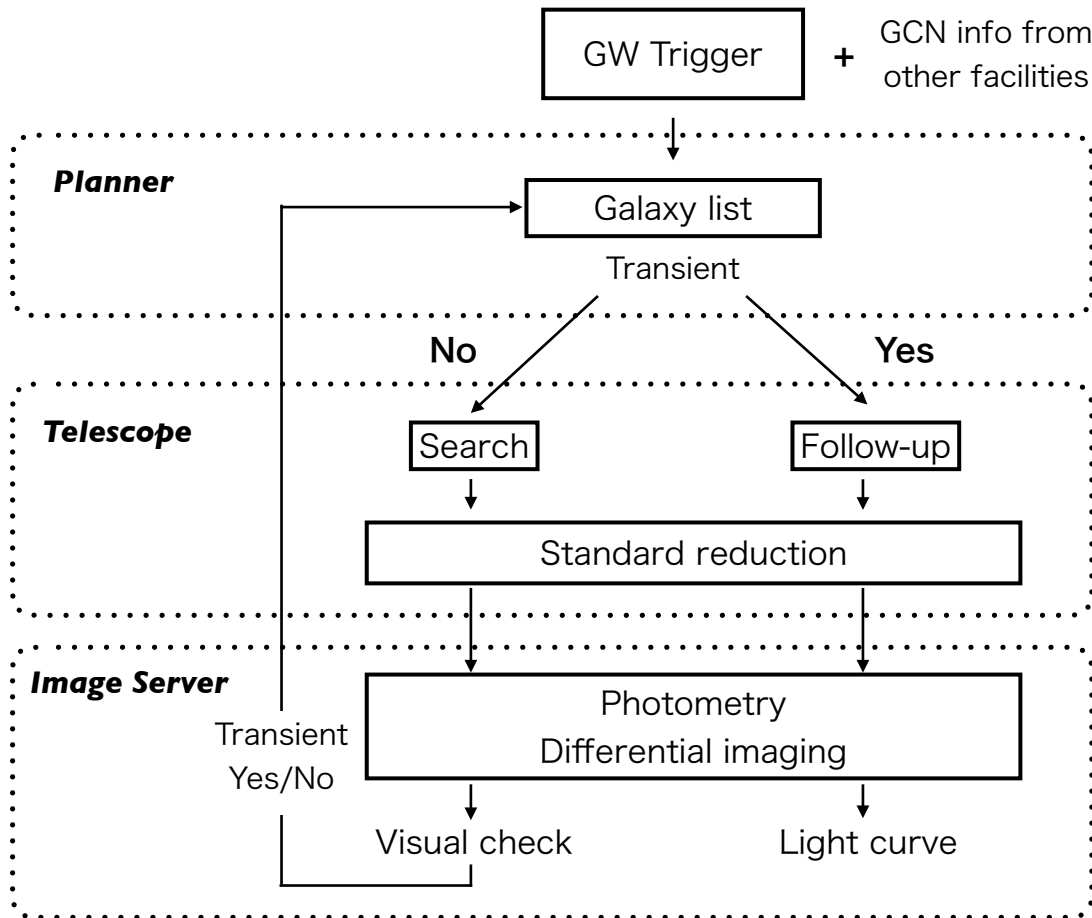 GW Trigger
+
GCN info from
other facilities
Planner
Galaxy list
Transient
No
Yes
Telescope
Search
Follow-up
Standard reduction
Image Server
Photometry
Differential imaging
Transient
Yes/No
Visual check
Light curve